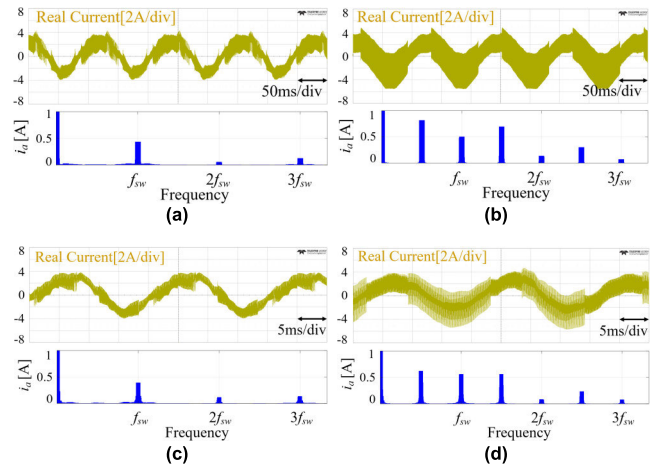 Real Current[2A/div]
8
4
0
-4
-8
50ms/div
1
0.5
0
i_a [A]
f_sw 2f_sw 3f_sw
Frequency
(a)
Real Current[2A/div]
8
4
0
-4
-8
50ms/div
1
0.5
0
i_a [A]
f_sw 2f_sw 3f_sw
Frequency
(b)
Real Current[2A/div]
8
4
0
-4
-8
5ms/div
1
0.5
0
i_a [A]
f_sw 2f_sw 3f_sw
Frequency
(c)
Real Current[2A/div]
8
4
0
-4
-8
5ms/div
1
0.5
0
i_a [A]
f_sw 2f_sw 3f_sw
Frequency
(d)